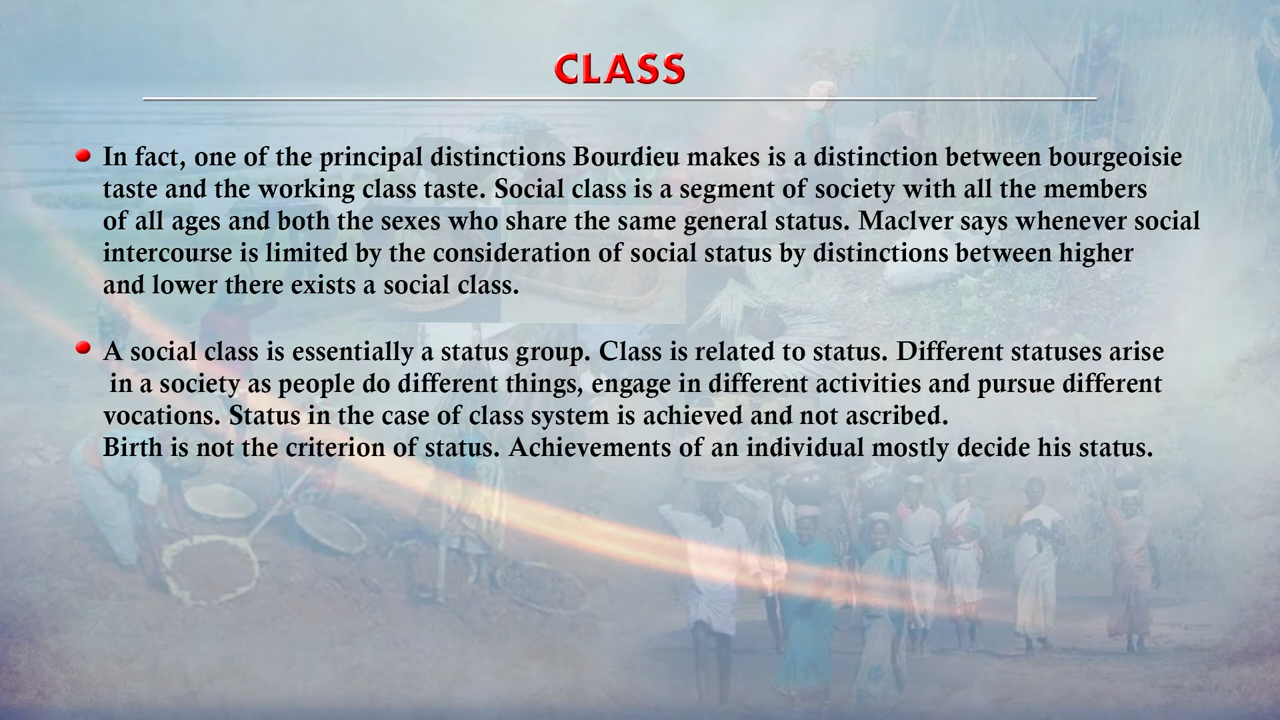 CLASS
In fact, one of the principal distinctions Bourdieu makes is a distinction between bourgeoisie
taste and the working class taste. Social class is a segment of society with all the members
of all ages and both the sexes who share the same general status. MacIver says whenever social
intercourse is limited by the consideration of social status by distinctions between higher
and lower there exists a social class.
A social class is essentially a status group. Class is related to status. Different statuses arise
in a society as people do different things, engage in different activities and pursue different
vocations. Status in the case of class system is achieved and not ascribed.
Birth is not the criterion of status. Achievements of an individual mostly decide his status.